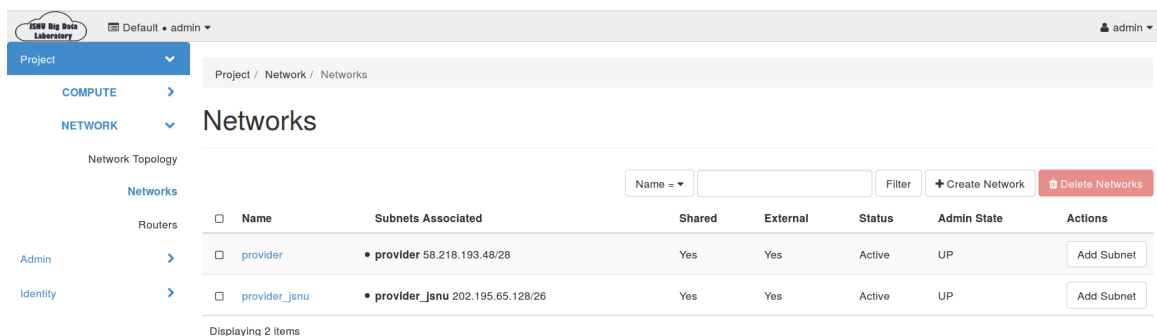 JSNU Big Data
Laboratory
Default • admin
admin
Project
Project / Network / Networks
COMPUTE
NETWORK
Networks
Network Topology
Networks
Routers
Admin
Identity
Name =
Filter
+ Create Network
Delete Networks
Name Subnets Associated Shared External Status Admin State Actions
provider • provider 58.218.193.48/28 Yes Yes Active UP Add Subnet
provider_jsnu • provider_jsnu 202.195.65.128/26 Yes Yes Active UP Add Subnet
Displaying 2 items